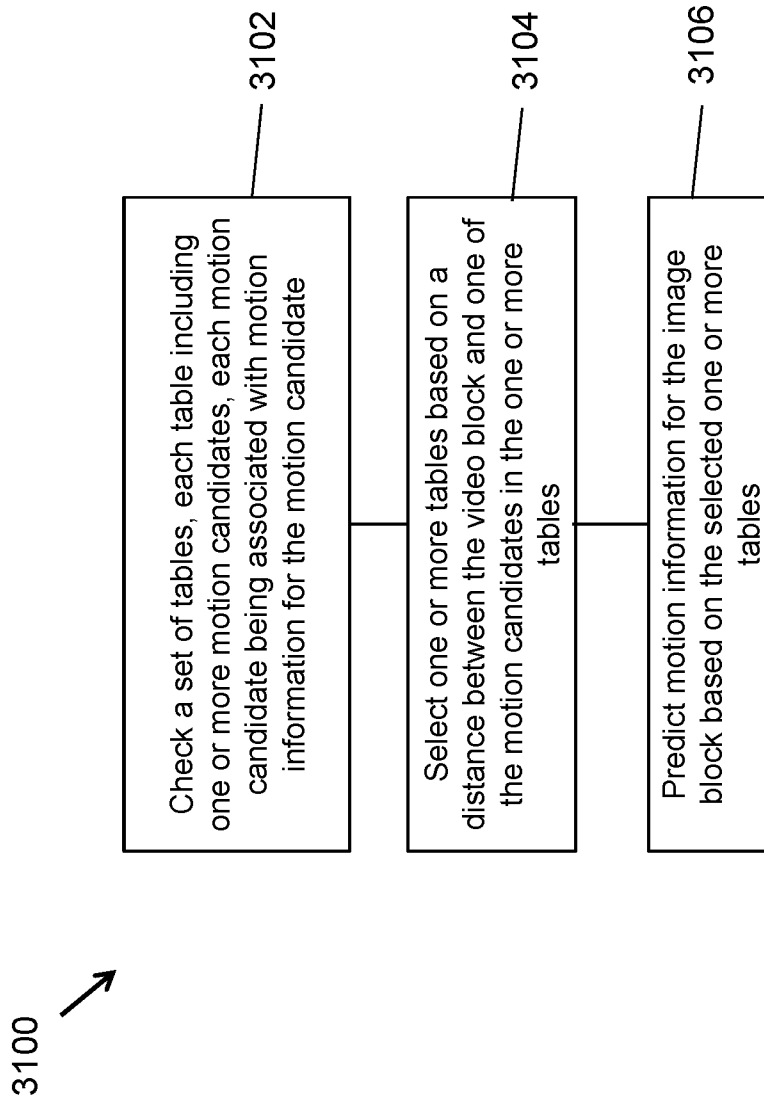 3100
Check a set of tables, each table including
one or more motion candidates, each motion
candidate being associated with motion
information for the motion candidate
3102
Select one or more tables based on a
distance between the video block and one of
the motion candidates in the one or more
tables
3104
Predict motion information for the image
block based on the selected one or more
tables
3106